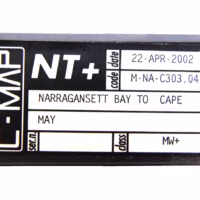 C-MAP
NT+
date 22-APR-2002
code M-NA-C303.04
NARRAGANSETT BAY TO CAPE
MAY
ser.n.
class MW+